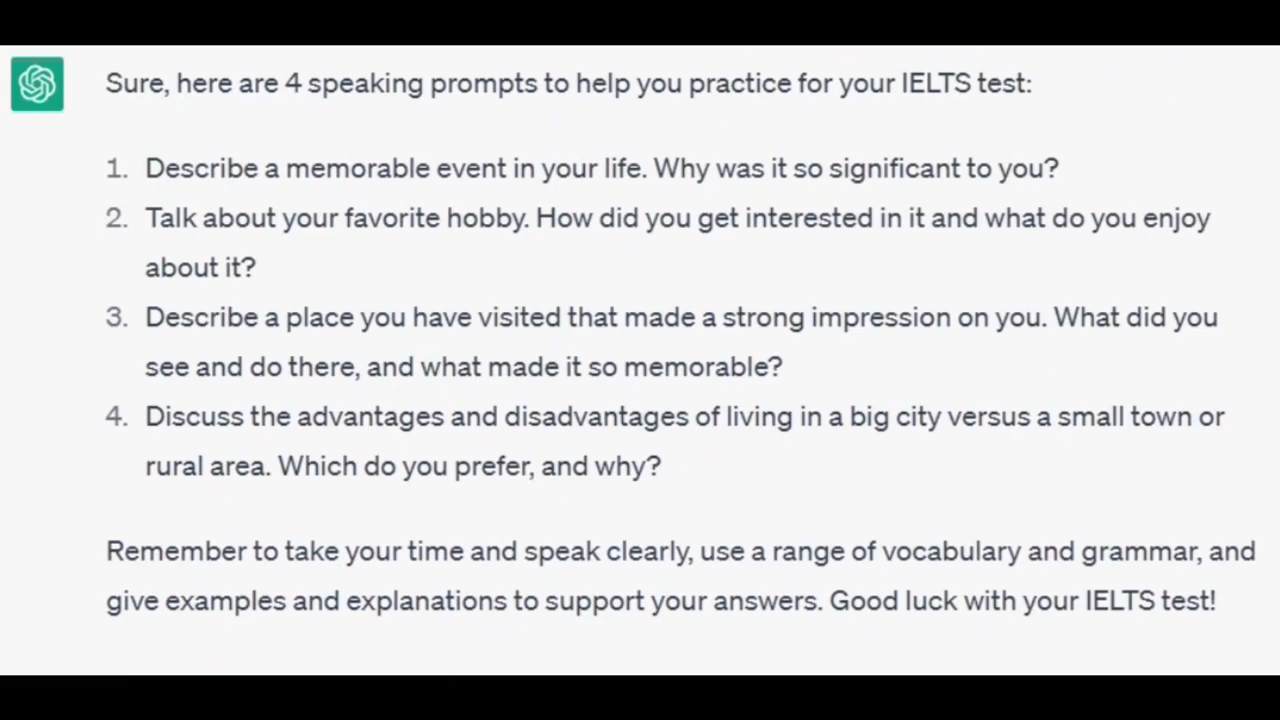 Sure, here are 4 speaking prompts to help you practice for your IELTS test:
1. Describe a memorable event in your life. Why was it so significant to you?
2. Talk about your favorite hobby. How did you get interested in it and what do you enjoy
about it?
3. Describe a place you have visited that made a strong impression on you. What did you
see and do there, and what made it so memorable?
4. Discuss the advantages and disadvantages of living in a big city versus a small town or
rural area. Which do you prefer, and why?
Remember to take your time and speak clearly, use a range of vocabulary and grammar, and
give examples and explanations to support your answers. Good luck with your IELTS test!